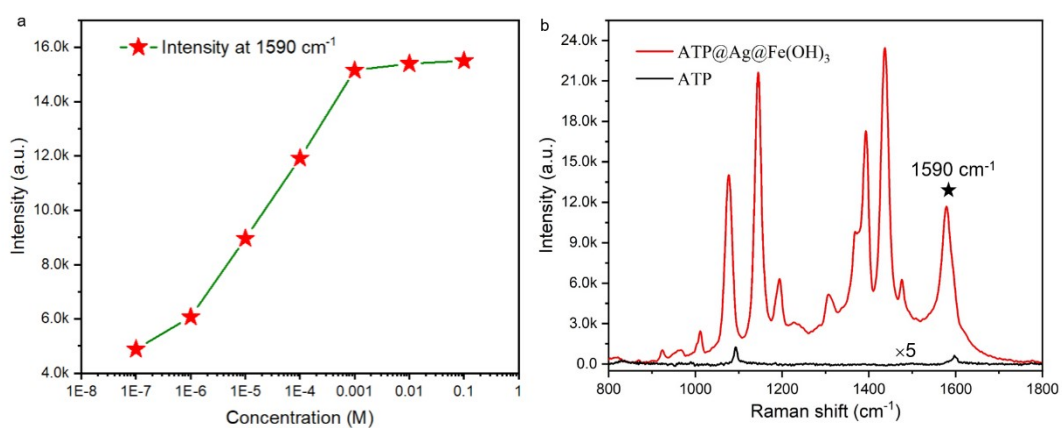 a
Intensity at 1590 cm⁻¹
16.0k
14.0k
12.0k
10.0k
8.0k
6.0k
4.0k
Intensity (a.u.)
1E-8 1E-7 1E-6 1E-5 1E-4 0.001 0.01 0.1 1
Concentration (M)
b
ATP@Ag@Fe(OH)₃
ATP
1590 cm⁻¹
×5
24.0k
21.0k
18.0k
15.0k
12.0k
9.0k
6.0k
3.0k
0.0
Intensity (a.u.)
800 1000 1200 1400 1600 1800
Raman shift (cm⁻¹)